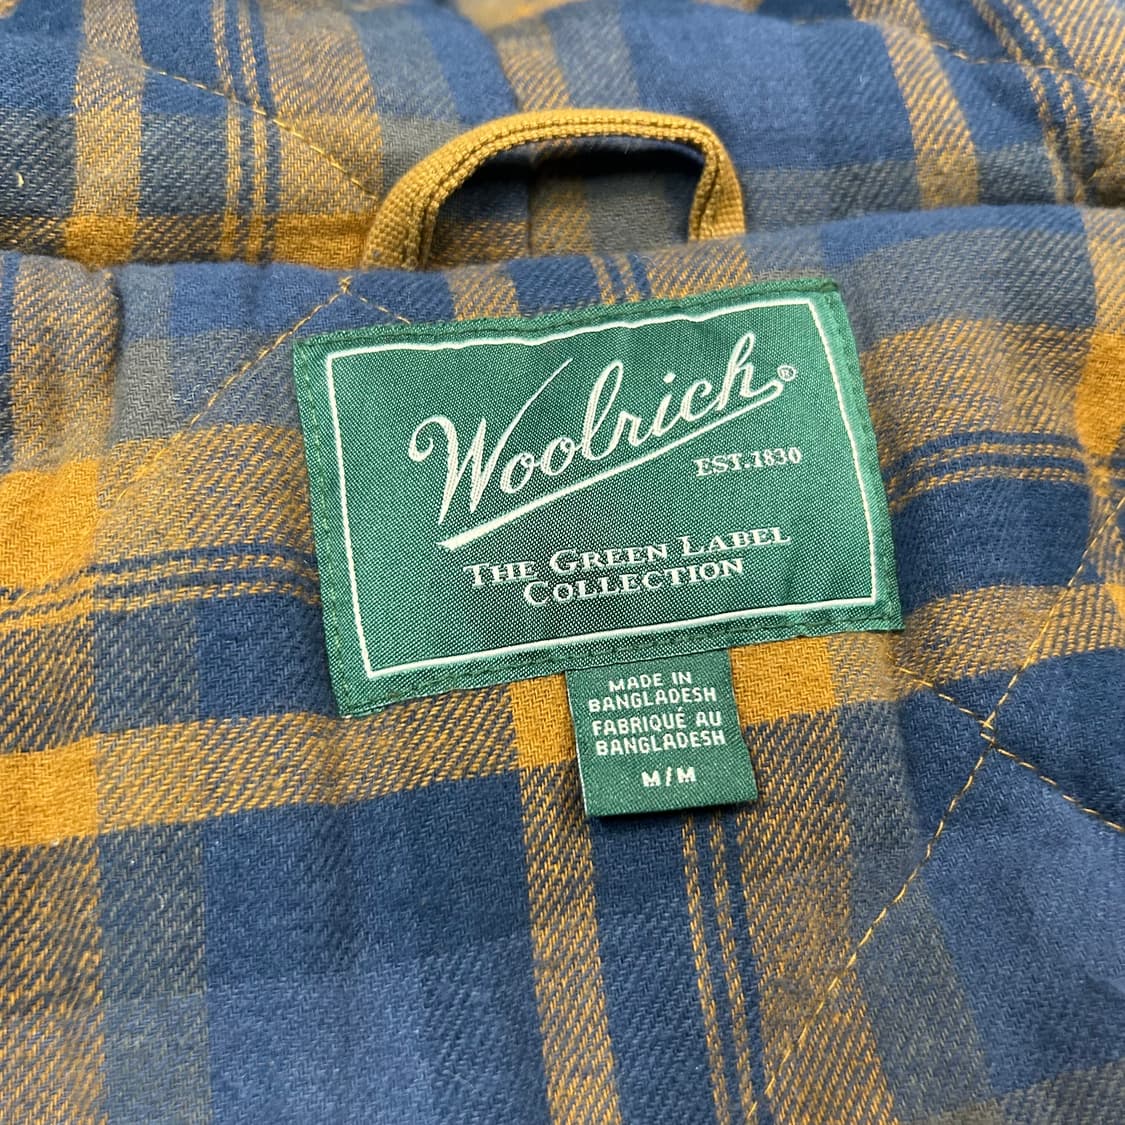 Woolrich®
EST. 1830
THE GREEN LABEL
COLLECTION
MADE IN
BANGLADESH
FABRIQUÉ AU
BANGLADESH
M/M